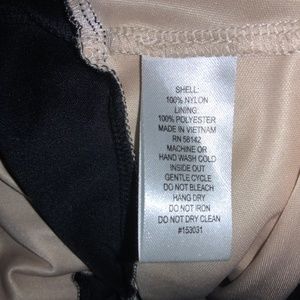 SHELL:
100% NYLON
LINING:
100% POLYESTER
MADE IN VIETNAM
RN 58142
MACHINE OR
HAND WASH COLD
INSIDE OUT
GENTLE CYCLE
DO NOT BLEACH
HANG DRY
DO NOT IRON
DO NOT DRY CLEAN
#153031